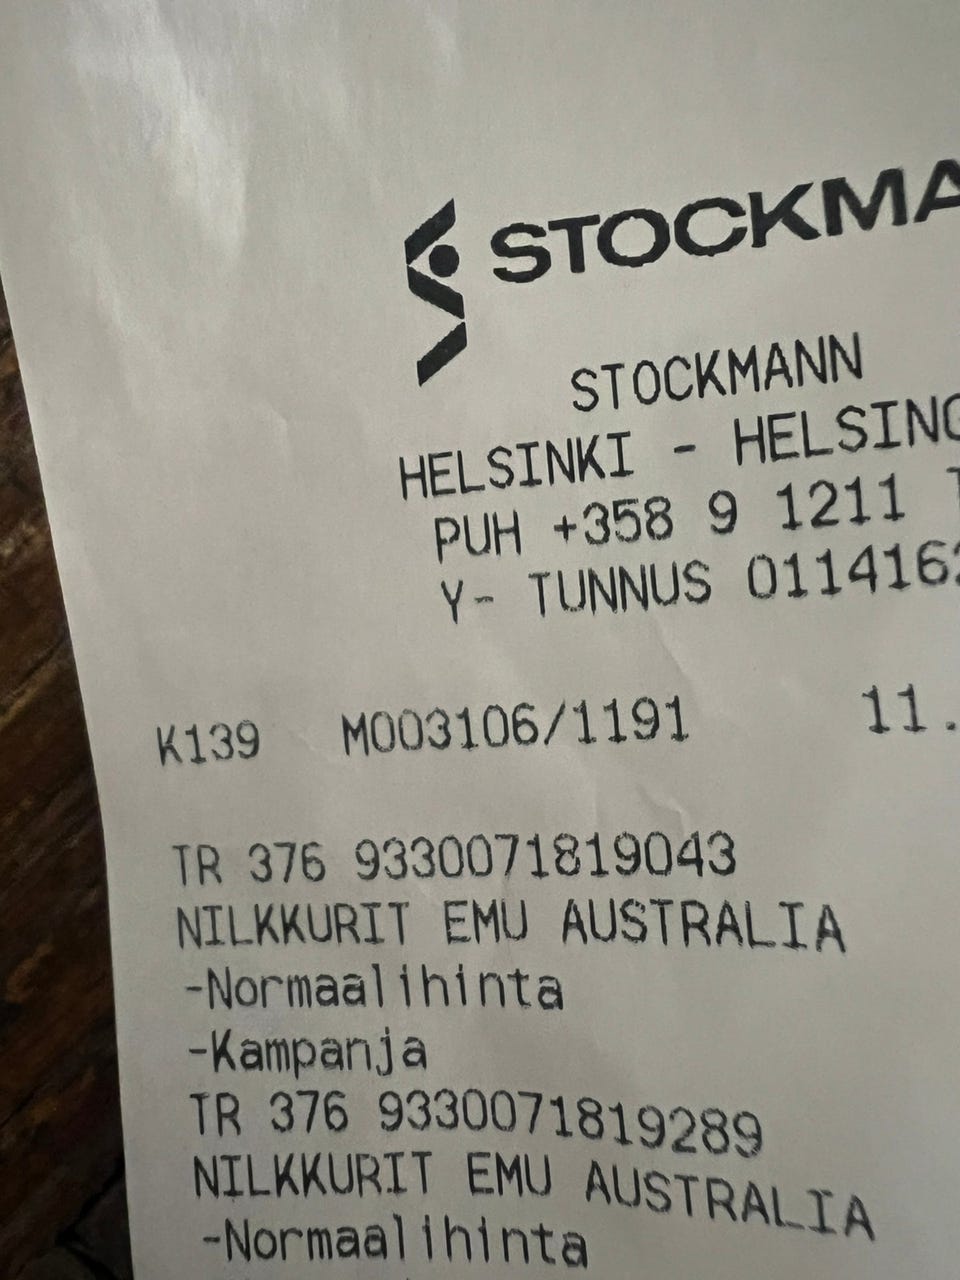 STOCKMA
STOCKMANN
HELSINKI - HELSING
PUH +358 9 1211
Y- TUNNUS 0114162
K139 M003106/1191 11.
TR 376 9330071819043
NILKKURIT EMU AUSTRALIA
-Normaalihinta
-Kampanja
TR 376 9330071819289
NILKKURIT EMU AUSTRALIA
-Normaalihinta